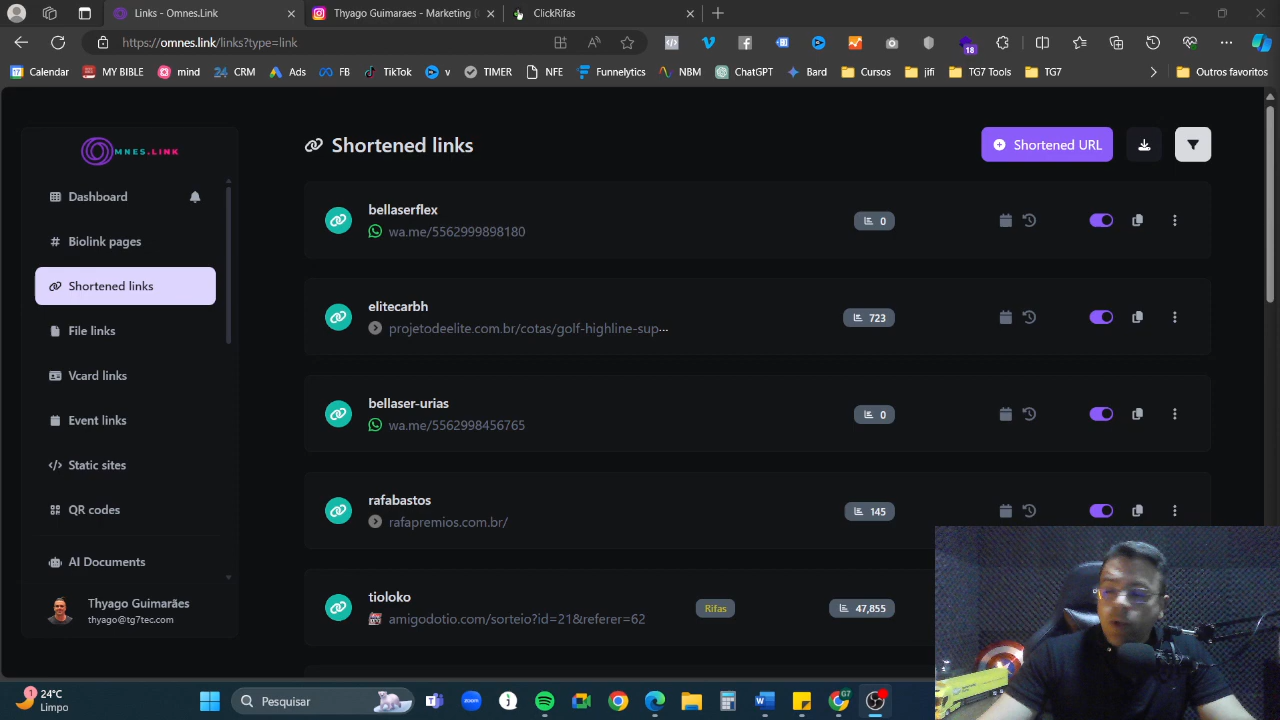 Links - Omnes.Link
Thyago Guimaraes - Marketing (
ClickRifas
https://omnes.link/links?type=link
18
Calendar
MY BIBLE
mind
CRM
Ads
FB
TikTok
v
TIMER
NFE
Funnelytics
NBM
ChatGPT
Bard
Cursos
jifi
TG7 Tools
TG7
Outros favoritos
MNES.LINK
Dashboard
Biolink pages
Shortened links
File links
Vcard links
Event links
Static sites
QR codes
AI Documents
Thyago Guimarães
thyago@tg7tec.com
Shortened links
Shortened URL
bellaserflex
wa.me/5562999898180
0
elitecarbh
projetodeelite.com.br/cotas/golf-highline-sup...
723
bellaser-urias
wa.me/5562998456765
0
rafabastos
rafapremios.com.br/
145
tioloko
amigodotio.com/sorteio?id=21&referer=62
Rifas
47,855
1
24°C
Limpo
Pesquisar
zoom
G7